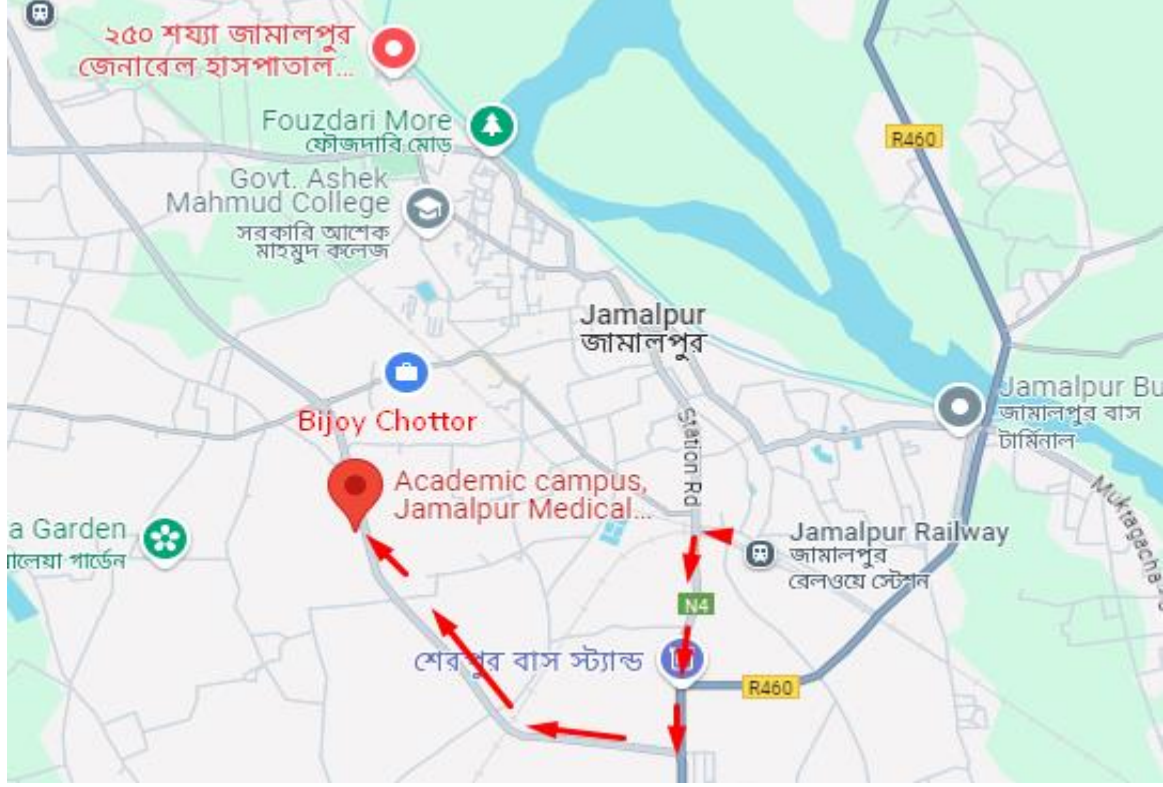 ২৫০ শয্যা জামালপুর
জেনারেল হাসপাতাল...
Fouzdari More
ফৌজদারি মোড়
R460
Govt. Ashek
Mahmud College
সরকারি আশেক
মাহমুদ কলেজ
Jamalpur
জামালপুর
Jamalpur Bu
জামালপুর বাস
টার্মিনাল
Bijoy Chottor
Station Rd
Academic campus,
Jamalpur Medical...
Muktagacha
a Garden
গার্ডেন
Jamalpur Railway
জামালপুর
রেলওয়ে স্টেশন
N4
শেরপুর বাস স্ট্যান্ড
R460